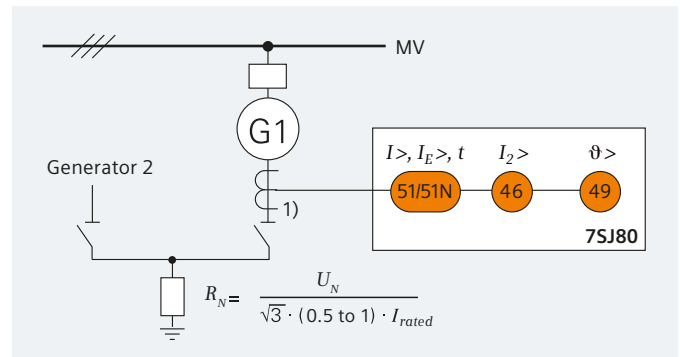 MV
G1
I>, I_E>, t I_2> ϑ>
Generator 2
51/51N 46 49
1)
7SJ80
R_N = U_N / √3 · (0.5 to 1) · I_rated